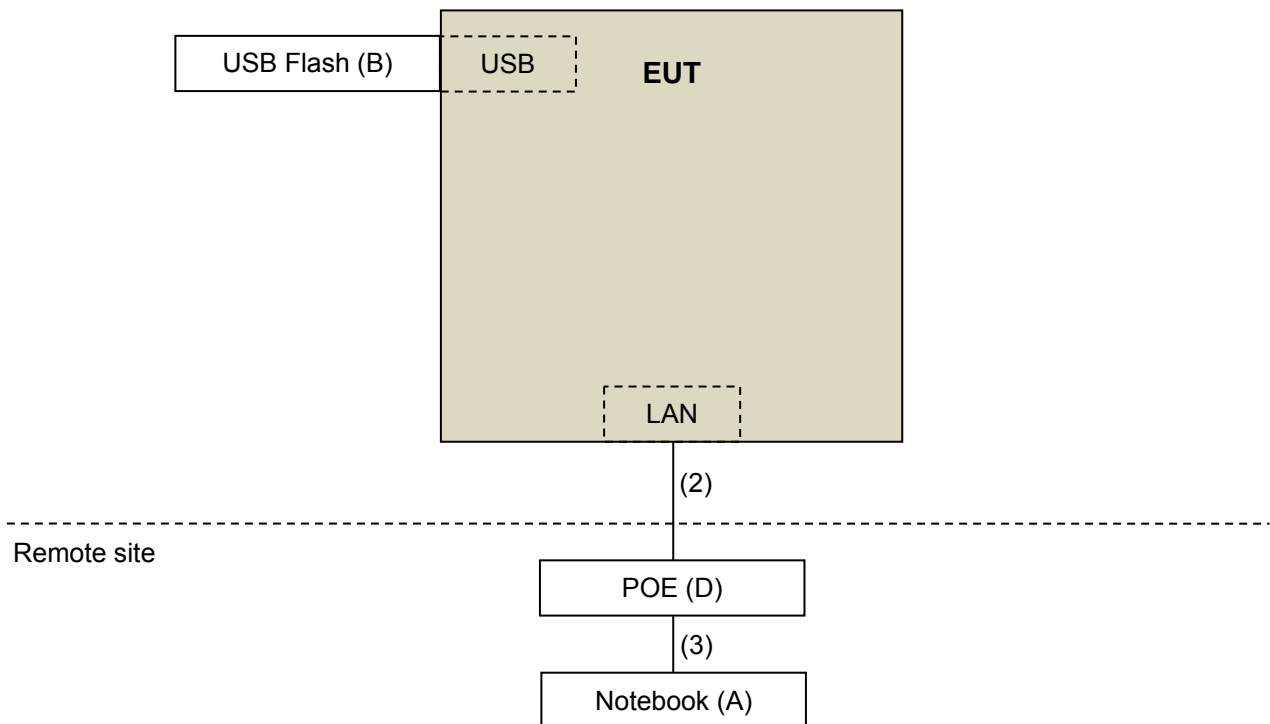 USB Flash (B)
USB
EUT
LAN
(2)
Remote site
POE (D)
(3)
Notebook (A)